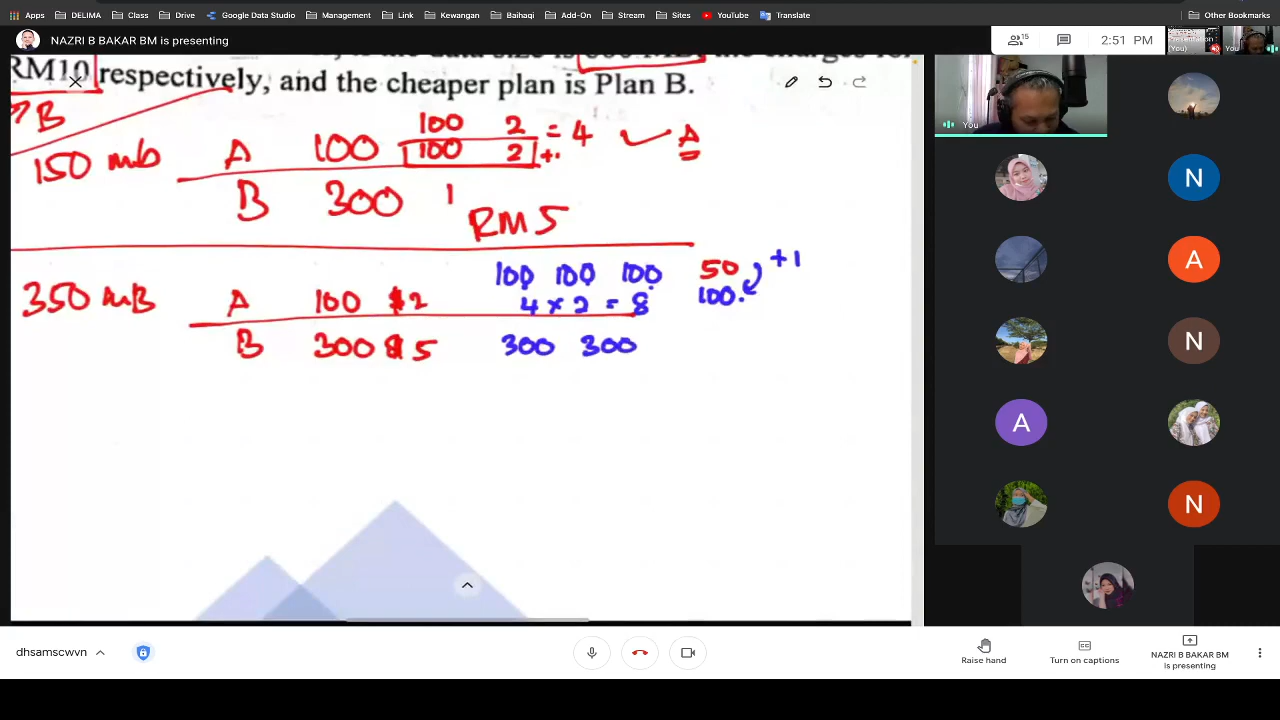 Apps DELIMA Class Drive Google Data Studio Management Link Kewangan Baihaqi Add-On Stream Sites YouTube Translate Other Bookmarks
NAZRI B BAKAR BM is presenting
15
2:51 PM
(You)
You
RM10 respectively, and the cheaper plan is Plan B.
B
100 2 = 4 ✓ A
150 mb A 100 100 2 +
B 300 1
RM5
100 100 100 50 +1
350 mB A 100 2 4 × 2 = 8 100.
B 300 5 300 300
You
N
A
N
A
N
dhsamscwvn
Raise hand
Turn on captions
NAZRI B BAKAR BM
is presenting